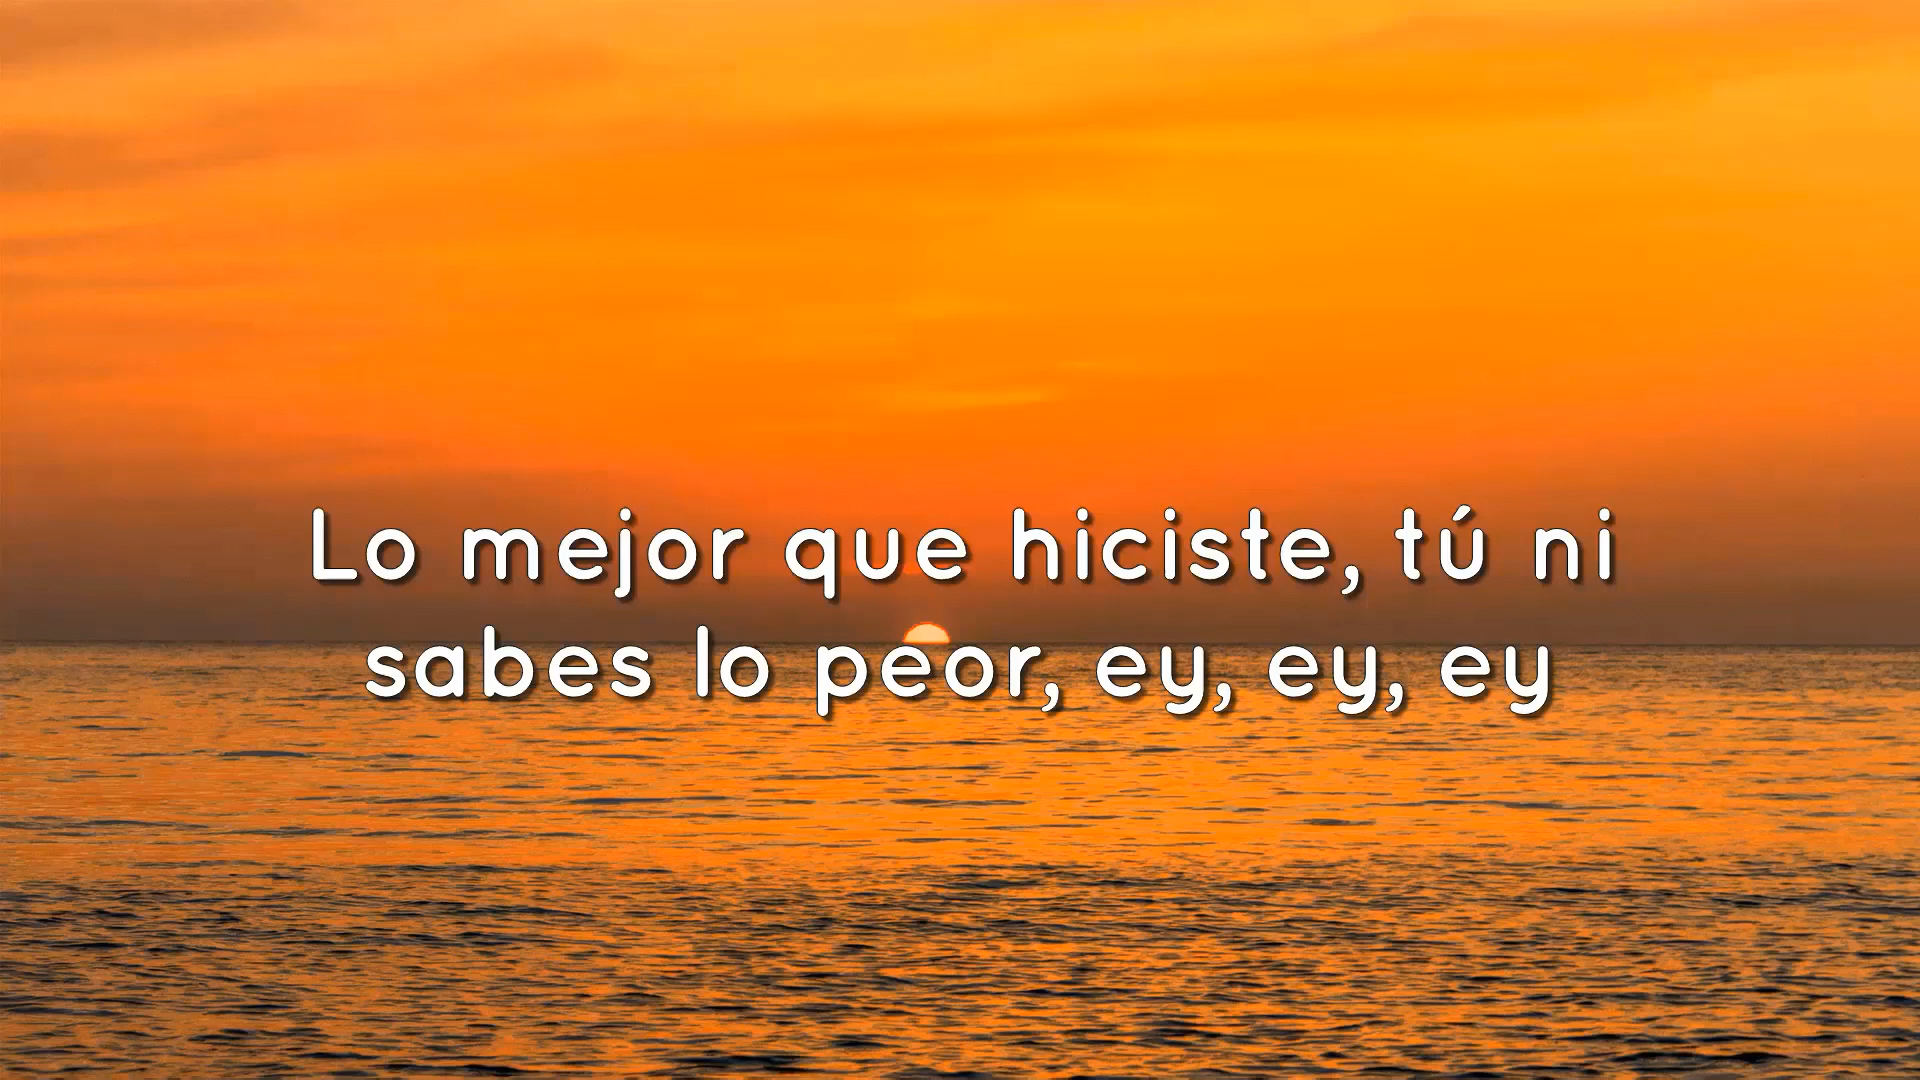 Lo mejor que hiciste, tú ni
sabes lo peor, ey, ey, ey